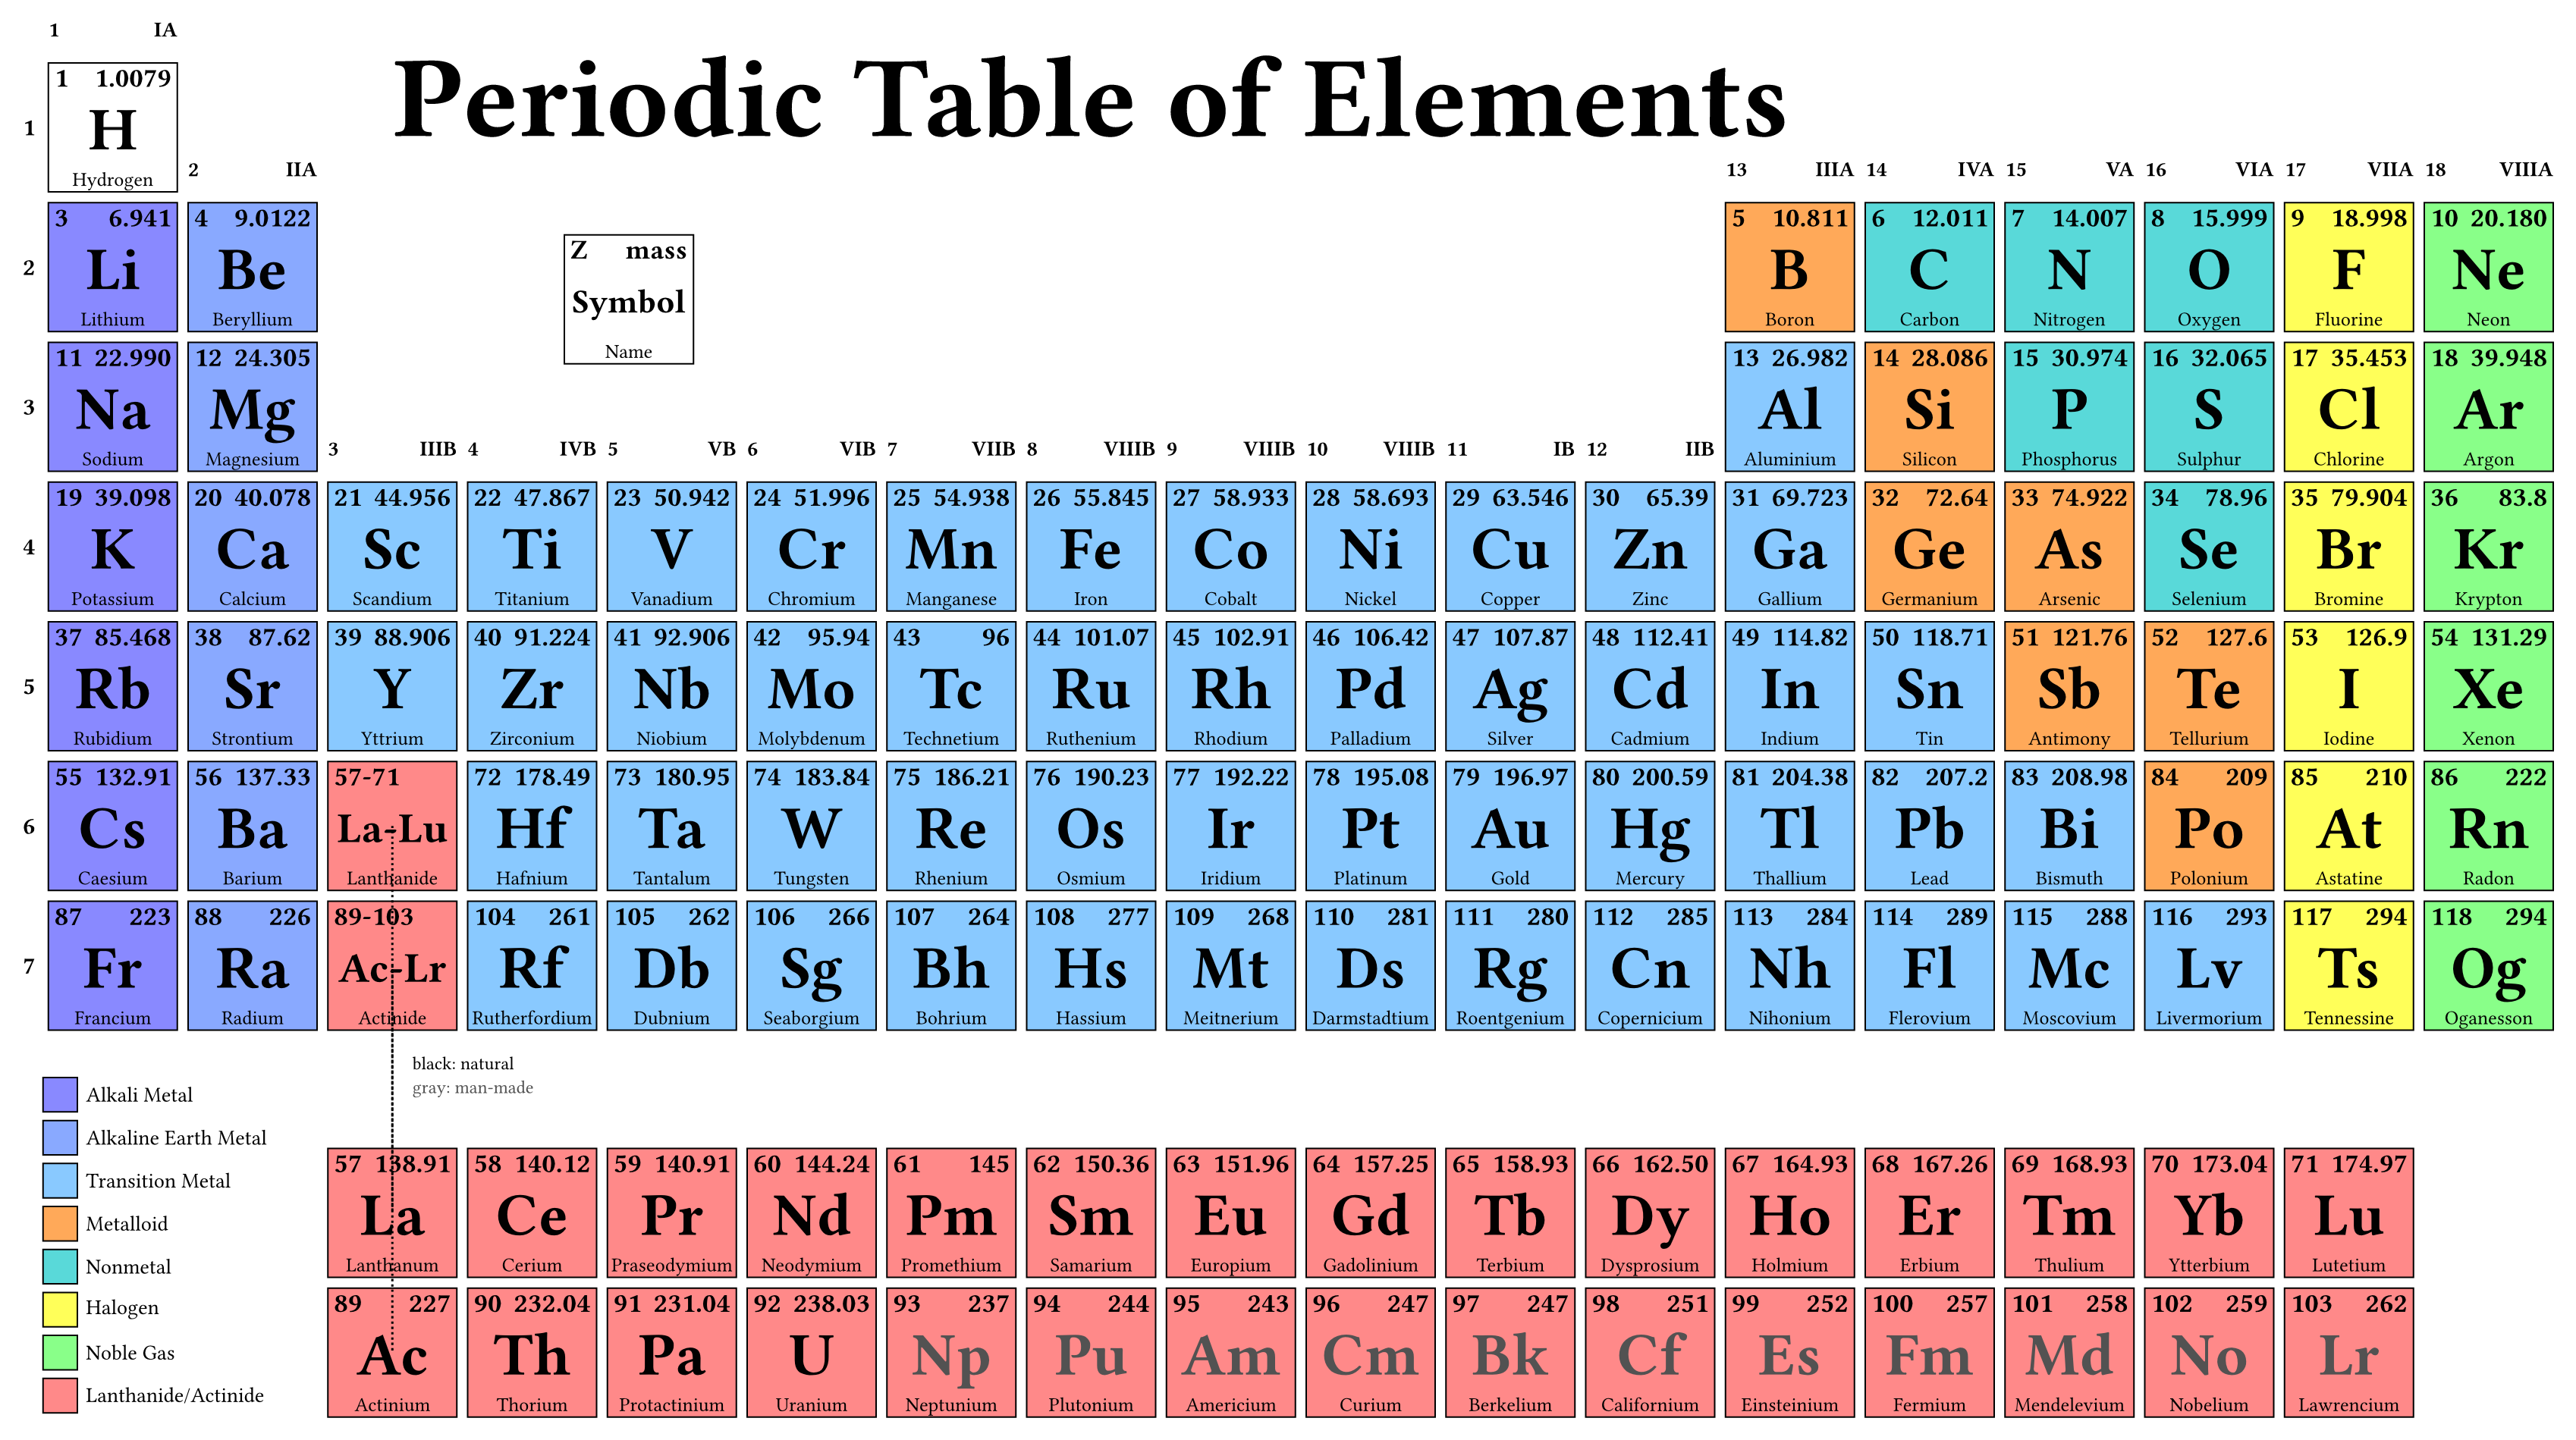 1 IA
1 1.0079
Periodic Table of Elements
1 H
Hydrogen
2 IIA 13 IIIA 14 IVA 15 VA 16 VIA 17 VIIA 18 VIIIA
3 6.941 4 9.0122 5 10.811 6 12.011 7 14.007 8 15.999 9 18.998 10 20.180
Z mass
2 Li Be B C N O F Ne
Symbol
Lithium Beryllium Boron Carbon Nitrogen Oxygen Fluorine Neon
Name
11 22.990 12 24.305 13 26.982 14 28.086 15 30.974 16 32.065 17 35.453 18 39.948
3 Na Mg Al Si P S Cl Ar
3 IIIB 4 IVB 5 VB 6 VIB 7 VIIB 8 VIIIB 9 VIIIB 10 VIIIB 11 IB 12 IIB
Sodium Magnesium Aluminium Silicon Phosphorus Sulphur Chlorine Argon
19 39.098 20 40.078 21 44.956 22 47.867 23 50.942 24 51.996 25 54.938 26 55.845 27 58.933 28 58.693 29 63.546 30 65.39 31 69.723 32 72.64 33 74.922 34 78.96 35 79.904 36 83.8
4 K Ca Sc Ti V Cr Mn Fe Co Ni Cu Zn Ga Ge As Se Br Kr
Potassium Calcium Scandium Titanium Vanadium Chromium Manganese Iron Cobalt Nickel Copper Zinc Gallium Germanium Arsenic Selenium Bromine Krypton
37 85.468 38 87.62 39 88.906 40 91.224 41 92.906 42 95.94 43 96 44 101.07 45 102.91 46 106.42 47 107.87 48 112.41 49 114.82 50 118.71 51 121.76 52 127.6 53 126.9 54 131.29
5 Rb Sr Y Zr Nb Mo Tc Ru Rh Pd Ag Cd In Sn Sb Te I Xe
Rubidium Strontium Yttrium Zirconium Niobium Molybdenum Technetium Ruthenium Rhodium Palladium Silver Cadmium Indium Tin Antimony Tellurium Iodine Xenon
55 132.91 56 137.33 57-71 72 178.49 73 180.95 74 183.84 75 186.21 76 190.23 77 192.22 78 195.08 79 196.97 80 200.59 81 204.38 82 207.2 83 208.98 84 209 85 210 86 222
6 Cs Ba La-Lu Hf Ta W Re Os Ir Pt Au Hg Tl Pb Bi Po At Rn
Caesium Barium Lanthanide Hafnium Tantalum Tungsten Rhenium Osmium Iridium Platinum Gold Mercury Thallium Lead Bismuth Polonium Astatine Radon
87 223 88 226 89-103 104 261 105 262 106 266 107 264 108 277 109 268 110 281 111 280 112 285 113 284 114 289 115 288 116 293 117 294 118 294
7 Fr Ra Ac-Lr Rf Db Sg Bh Hs Mt Ds Rg Cn Nh Fl Mc Lv Ts Og
Francium Radium Actinide Rutherfordium Dubnium Seaborgium Bohrium Hassium Meitnerium Darmstadtium Roentgenium Copernicium Nihonium Flerovium Moscovium Livermorium Tennessine Oganesson
black: natural
gray: man-made
Alkali Metal
Alkaline Earth Metal
Transition Metal
Metalloid
Nonmetal
Halogen
Noble Gas
Lanthanide/Actinide
57 138.91 58 140.12 59 140.91 60 144.24 61 145 62 150.36 63 151.96 64 157.25 65 158.93 66 162.50 67 164.93 68 167.26 69 168.93 70 173.04 71 174.97
La Ce Pr Nd Pm Sm Eu Gd Tb Dy Ho Er Tm Yb Lu
Lanthanum Cerium Praseodymium Neodymium Promethium Samarium Europium Gadolinium Terbium Dysprosium Holmium Erbium Thulium Ytterbium Lutetium
89 227 90 232.04 91 231.04 92 238.03 93 237 94 244 95 243 96 247 97 247 98 251 99 252 100 257 101 258 102 259 103 262
Ac Th Pa U Np Pu Am Cm Bk Cf Es Fm Md No Lr
Actinium Thorium Protactinium Uranium Neptunium Plutonium Americium Curium Berkelium Californium Einsteinium Fermium Mendelevium Nobelium Lawrencium